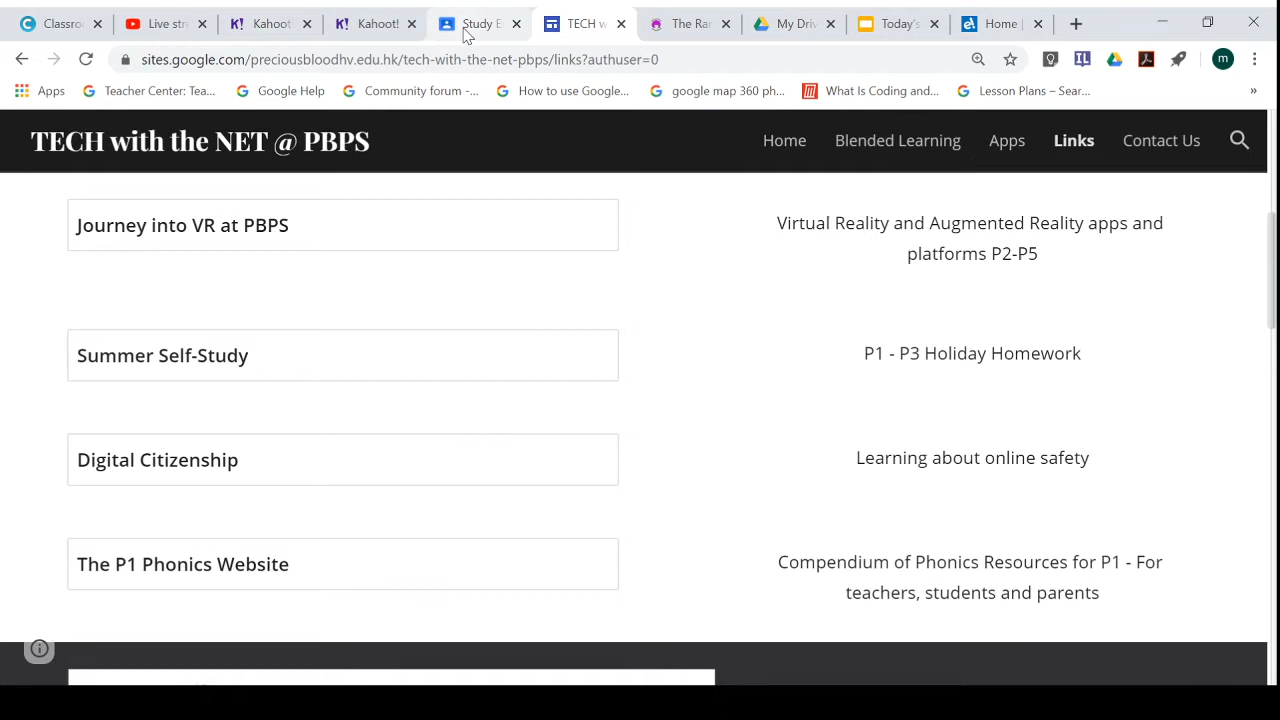 Classroo
Live str
Kahoot
Kahoot!
Study E
TECH w
The Rar
My Driv
Today's
Home |
sites.google.com/preciousbloodhv.edu.hk/tech-with-the-net-pbps/links?authuser=0
IL
m
Apps
Teacher Center: Tea...
Google Help
Community forum -...
How to use Google...
google map 360 ph...
What Is Coding and...
Lesson Plans – Sear...
»
TECH with the NET @ PBPS
Home
Blended Learning
Apps
Links
Contact Us
Journey into VR at PBPS
Virtual Reality and Augmented Reality apps and
platforms P2-P5
Summer Self-Study
P1 - P3 Holiday Homework
Digital Citizenship
Learning about online safety
The P1 Phonics Website
Compendium of Phonics Resources for P1 - For
teachers, students and parents